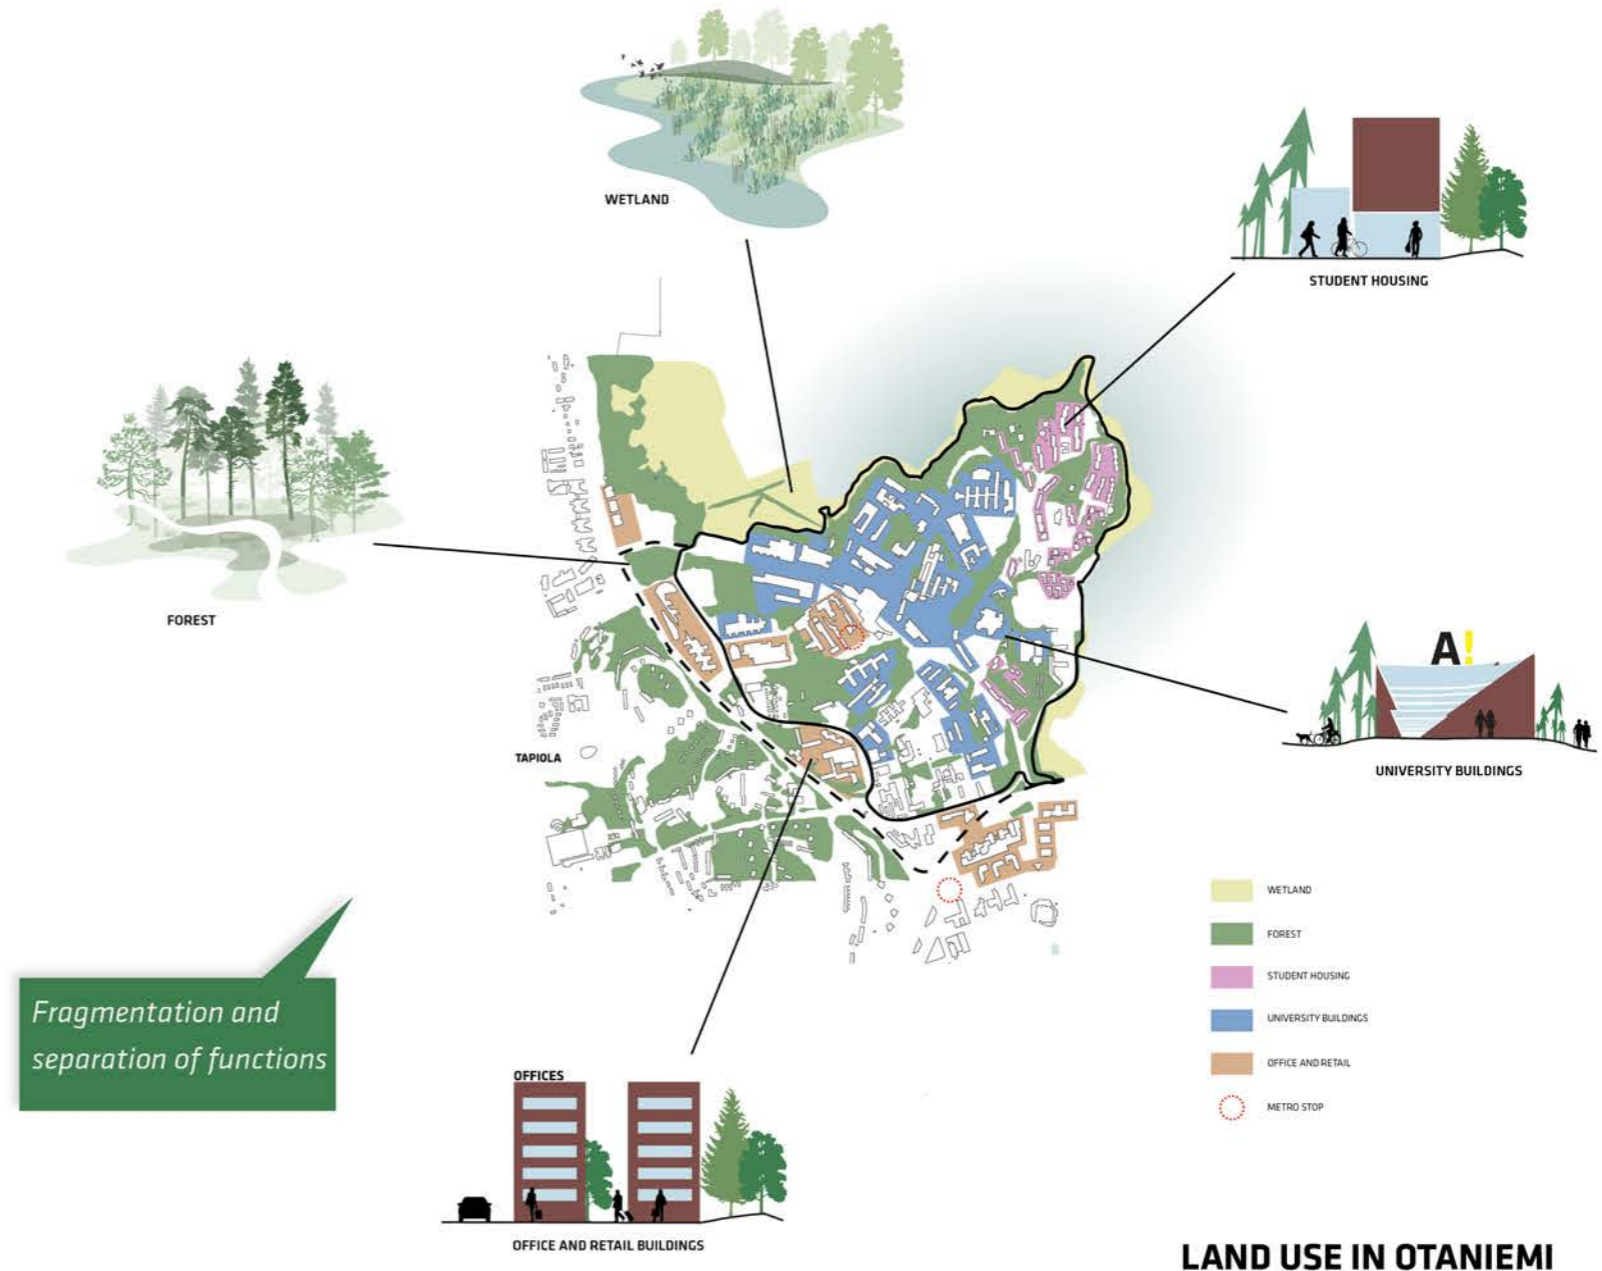 WETLAND
STUDENT HOUSING
FOREST
A!
UNIVERSITY BUILDINGS
TAPIOLA
WETLAND
FOREST
STUDENT HOUSING
UNIVERSITY BUILDINGS
OFFICE AND RETAIL
METRO STOP
Fragmentation and
separation of functions
OFFICES
OFFICE AND RETAIL BUILDINGS
LAND USE IN OTANIEMI